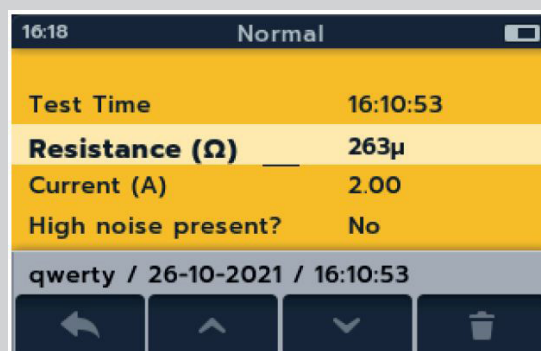 16:18 Normal
Test Time 16:10:53
Resistance (Ω) __ 263µ
Current (A) 2.00
High noise present? No
qwerty / 26-10-2021 / 16:10:53